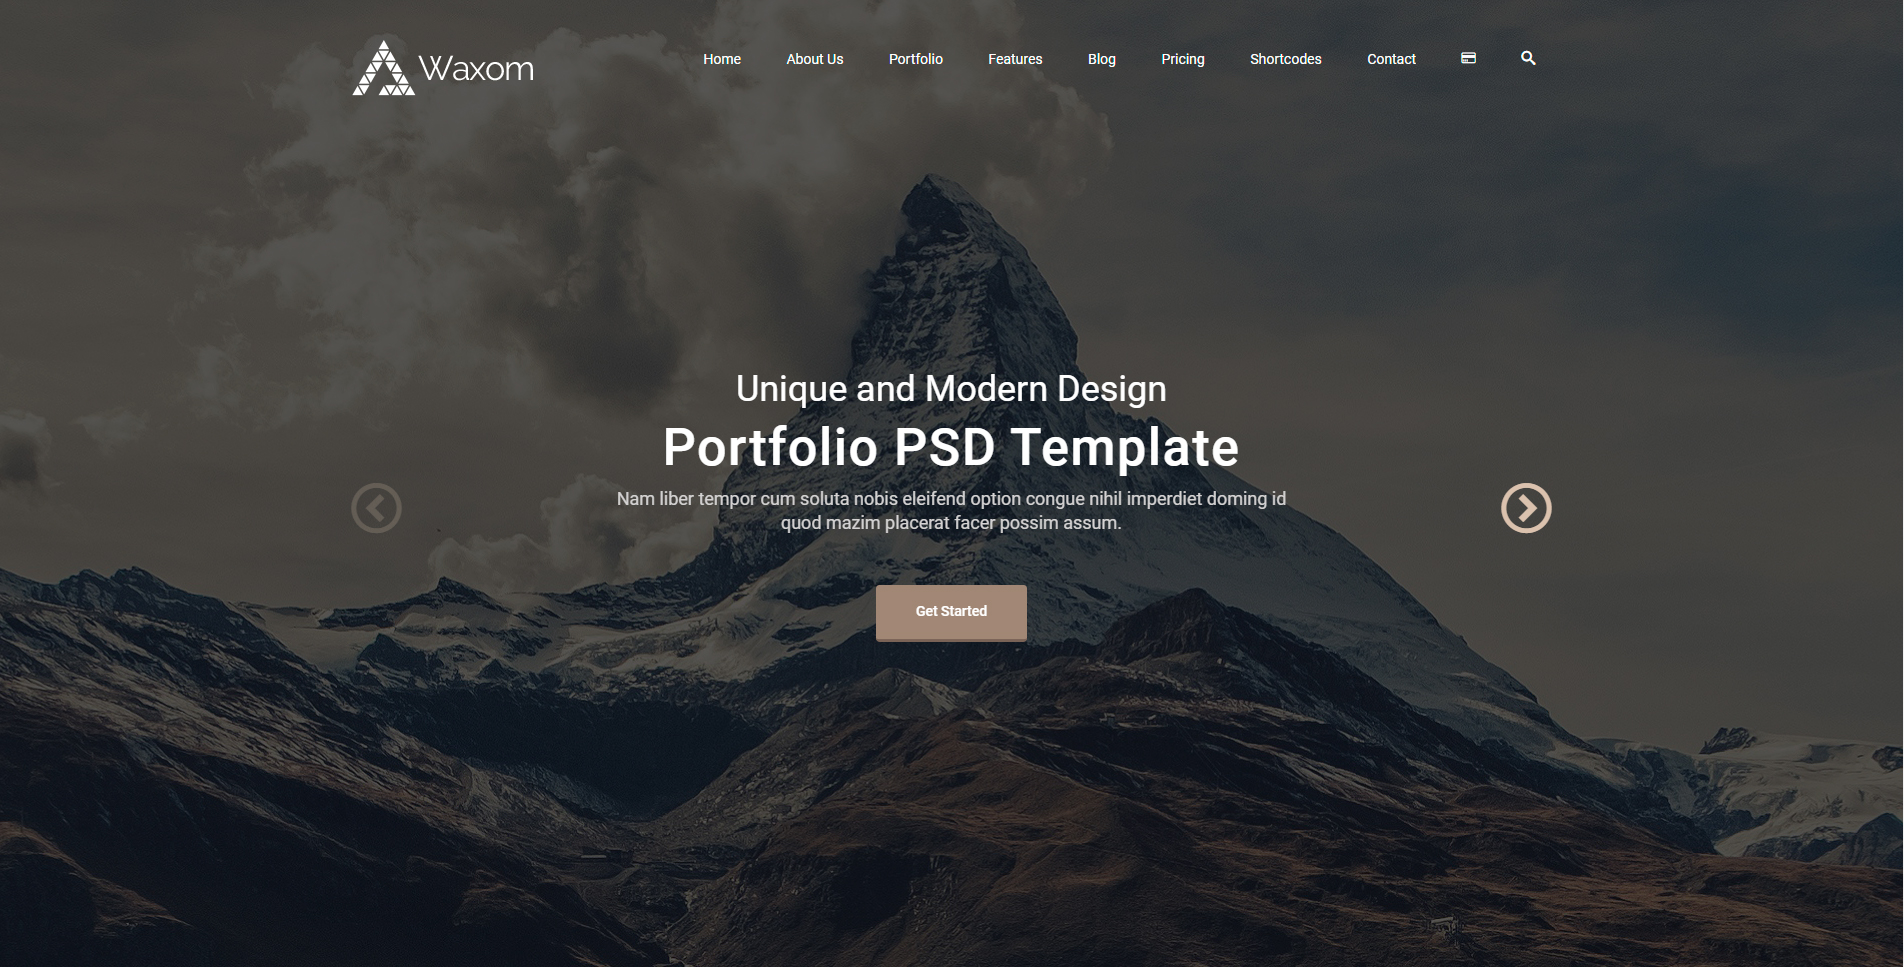 Waxom
Home About Us Portfolio Features Blog Pricing Shortcodes Contact
Unique and Modern Design
Portfolio PSD Template
Nam liber tempor cum soluta nobis eleifend option congue nihil imperdiet doming id
quod mazim placerat facer possim assum.
Get Started